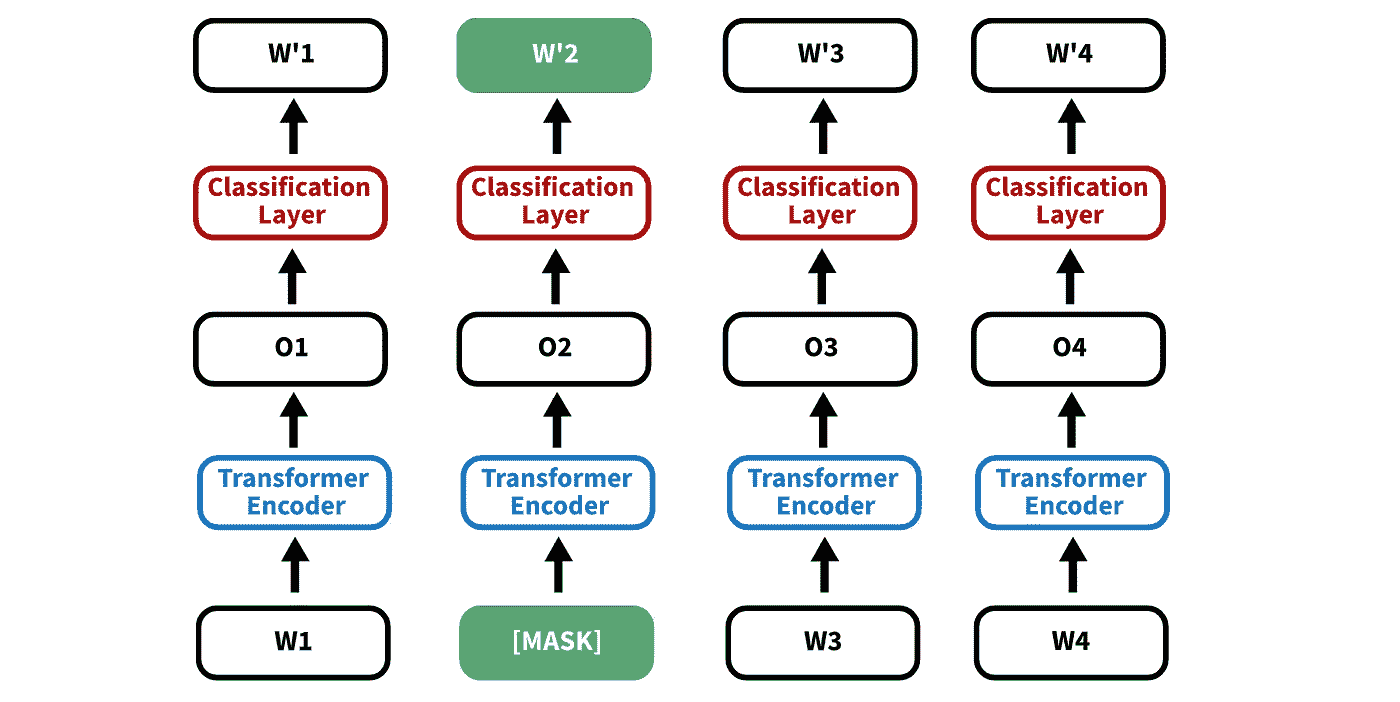 W'1
W'2
W'3
W'4
Classification
Layer
Classification
Layer
Classification
Layer
Classification
Layer
O1
O2
O3
O4
Transformer
Encoder
Transformer
Encoder
Transformer
Encoder
Transformer
Encoder
W1
[MASK]
W3
W4